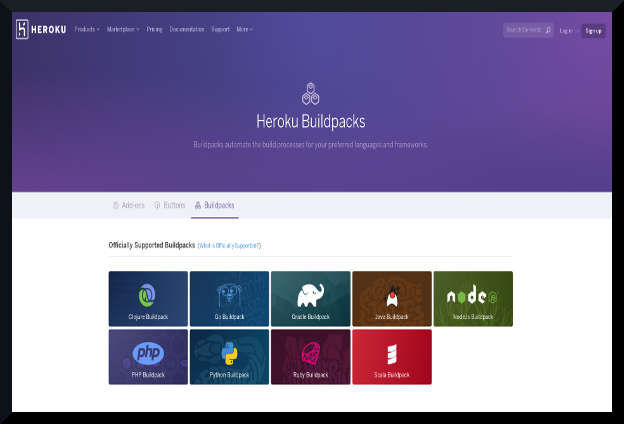 HEROKU Products Marketplace Pricing Documentation Support More Search Elements Log in or Sign up
Heroku Buildpacks
Buildpacks automate the build processes for your preferred languages and frameworks.
Add-ons Buttons Buildpacks
Officially Supported Buildpacks (What is Officially Supported?)
node
Clojure Buildpack Go Buildpack Gradle Buildpack Java Buildpack NodeJs Buildpack
php
PHP Buildpack Python Buildpack Ruby Buildpack Scala Buildpack